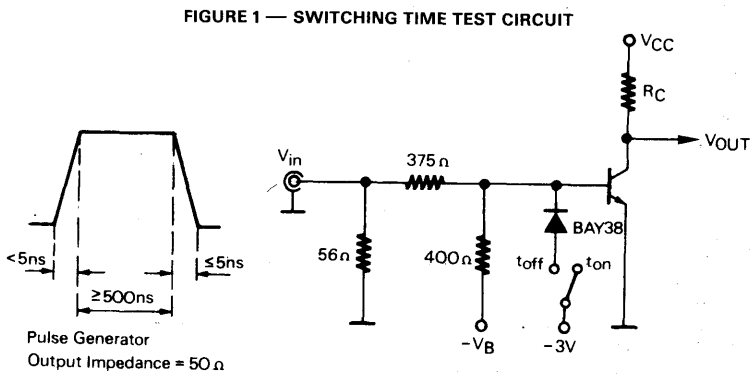 FIGURE 1 — SWITCHING TIME TEST CIRCUIT
VCC
RC
VOUT
Vin
375Ω
56Ω
400Ω
BAY38
toff
ton
-VB
-3V
<5ns
≤5ns
≥500ns
Pulse Generator
Output Impedance = 50Ω